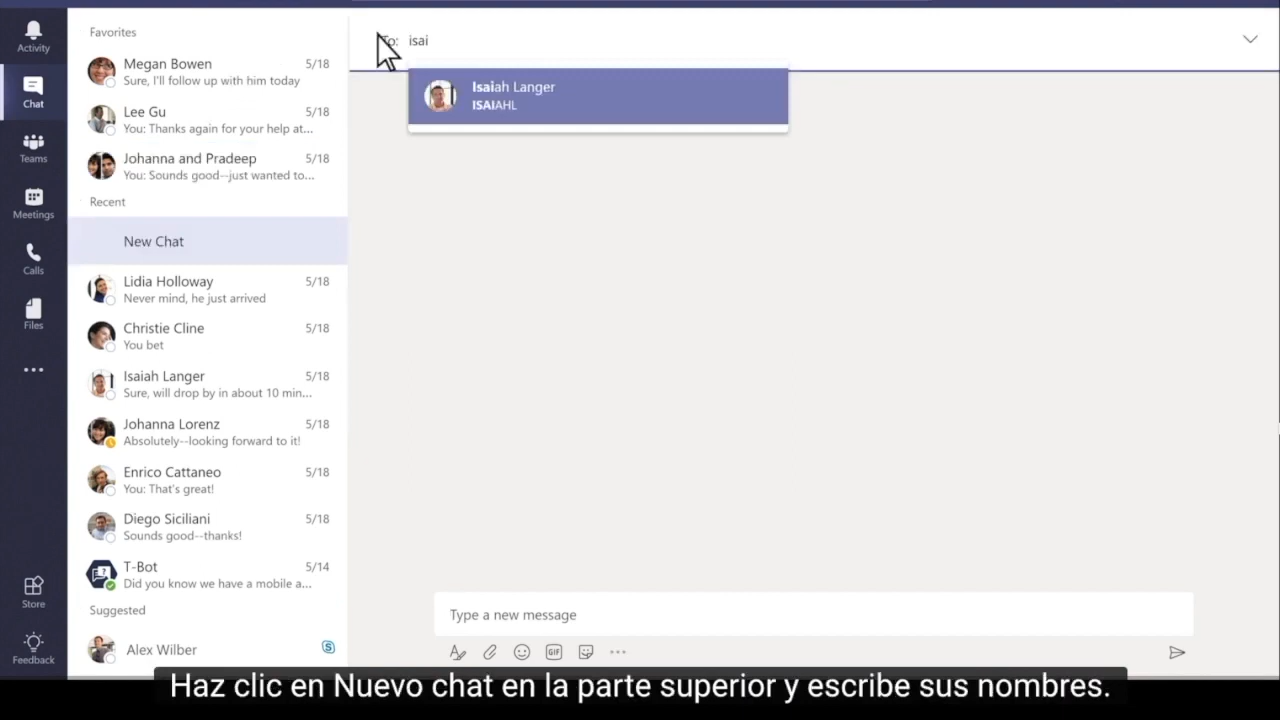 Activity
Chat
Teams
Meetings
Calls
Files
Store
Feedback
Favorites
Megan Bowen 5/18
Sure, I'll follow up with him today
Lee Gu 5/18
You: Thanks again for your help at...
Johanna and Pradeep 5/18
You: Sounds good--just wanted to...
Recent
New Chat
Lidia Holloway 5/18
Never mind, he just arrived
Christie Cline 5/18
You bet
Isaiah Langer 5/18
Sure, will drop by in about 10 min...
Johanna Lorenz 5/18
Absolutely--looking forward to it!
Enrico Cattaneo 5/18
You: That's great!
Diego Siciliani 5/18
Sounds good--thanks!
T-Bot 5/14
Did you know we have a mobile a...
Suggested
Alex Wilber
To: isai
Isaiah Langer
ISAIAHL
Type a new message
GIF
Haz clic en Nuevo chat en la parte superior y escribe sus nombres.